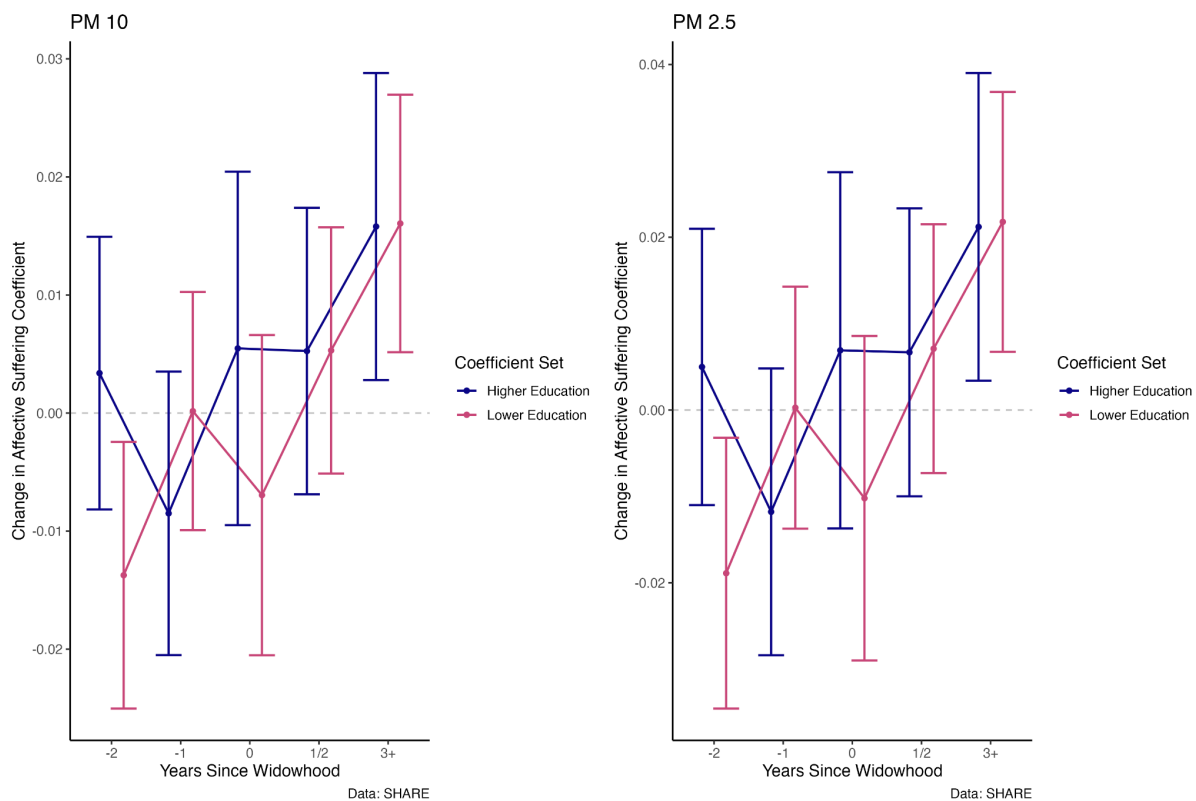 PM 10
0.03
0.02
0.01
0.00
-0.01
-0.02
Change in Affective Suffering Coefficient
-2 -1 0 1/2 3+
Years Since Widowhood
Data: SHARE
Coefficient Set
Higher Education
Lower Education
PM 2.5
0.04
0.02
0.00
-0.02
Change in Affective Suffering Coefficient
-2 -1 0 1/2 3+
Years Since Widowhood
Data: SHARE
Coefficient Set
Higher Education
Lower Education